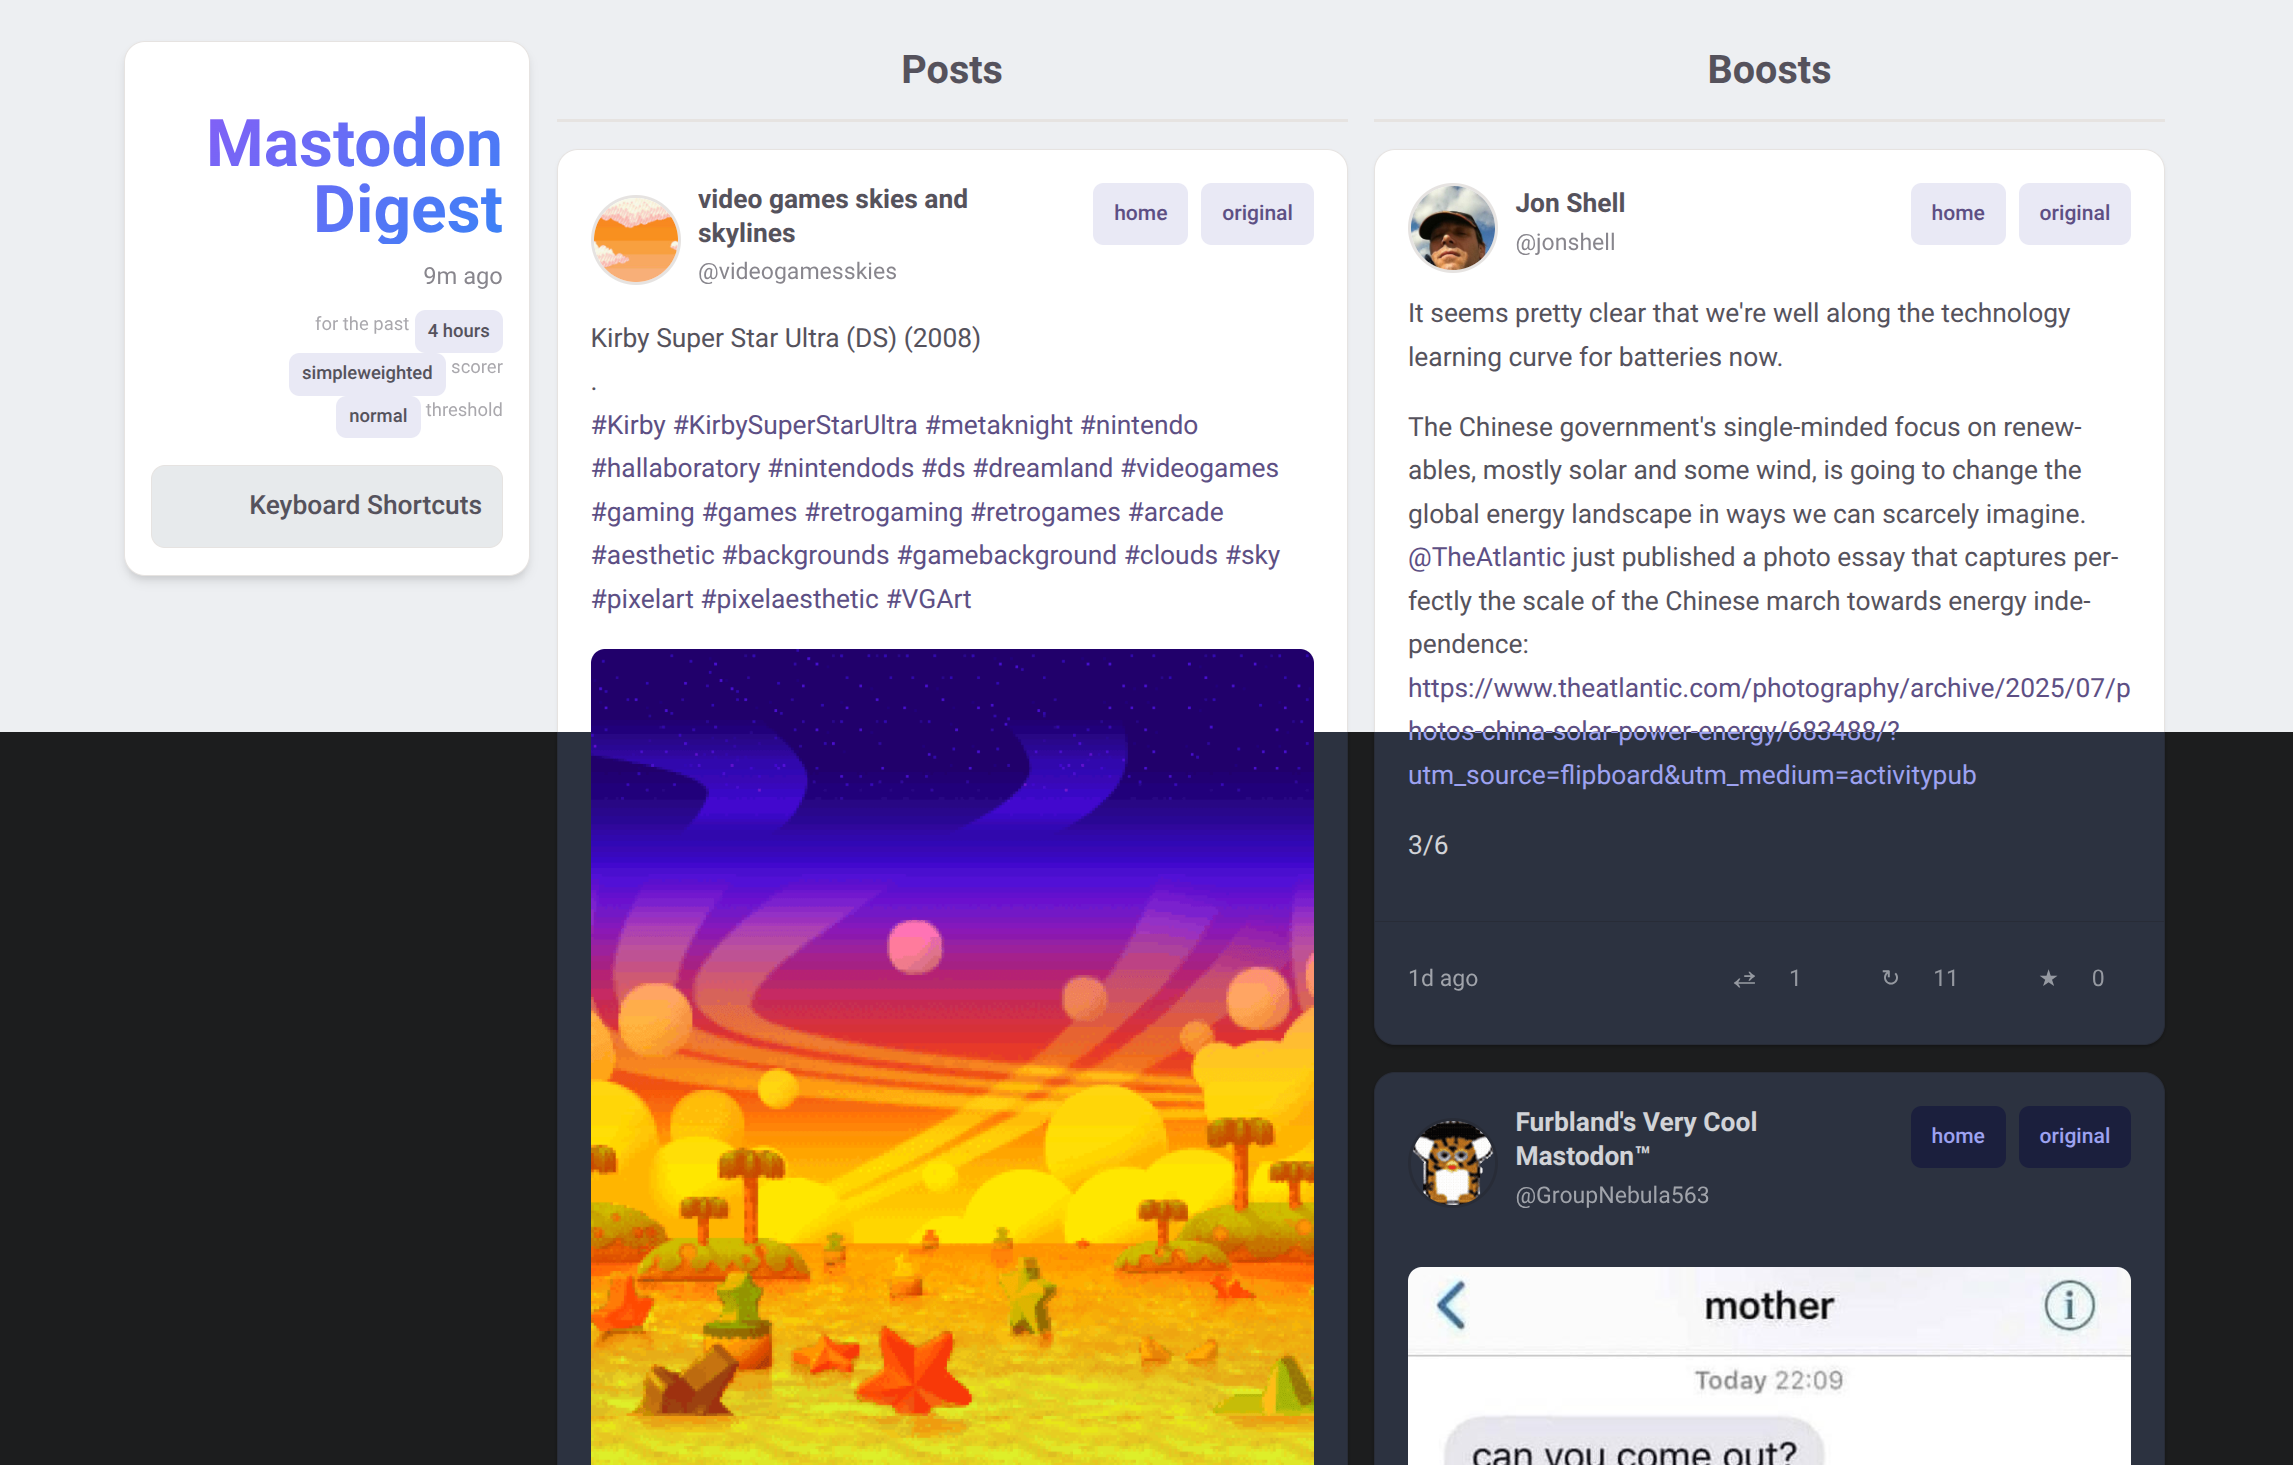 Mastodon
Digest
9m ago
for the past 4 hours
simpleweighted scorer
normal threshold
Keyboard Shortcuts
Posts
video games skies and
skylines
@videogamesskies
home original
Kirby Super Star Ultra (DS) (2008)
.
#Kirby #KirbySuperStarUltra #metaknight #nintendo
#hallaboratory #nintendods #ds #dreamland #videogames
#gaming #games #retrogaming #retrogames #arcade
#aesthetic #backgrounds #gamebackground #clouds #sky
#pixelart #pixelaesthetic #VGArt
Boosts
Jon Shell
@jonshell
home original
It seems pretty clear that we're well along the technology
learning curve for batteries now.
The Chinese government's single-minded focus on renew-
ables, mostly solar and some wind, is going to change the
global energy landscape in ways we can scarcely imagine.
@TheAtlantic just published a photo essay that captures per-
fectly the scale of the Chinese march towards energy inde-
pendence:
https://www.theatlantic.com/photography/archive/2025/07/p
hotos-china-solar-power-energy/683488/?
utm_source=flipboard&utm_medium=activitypub
3/6
1d ago ⥂ 1 ↻ 11 ★ 0
Furbland's Very Cool
Mastodon™
@GroupNebula563
home original
mother
Today 22:09
can you come out?